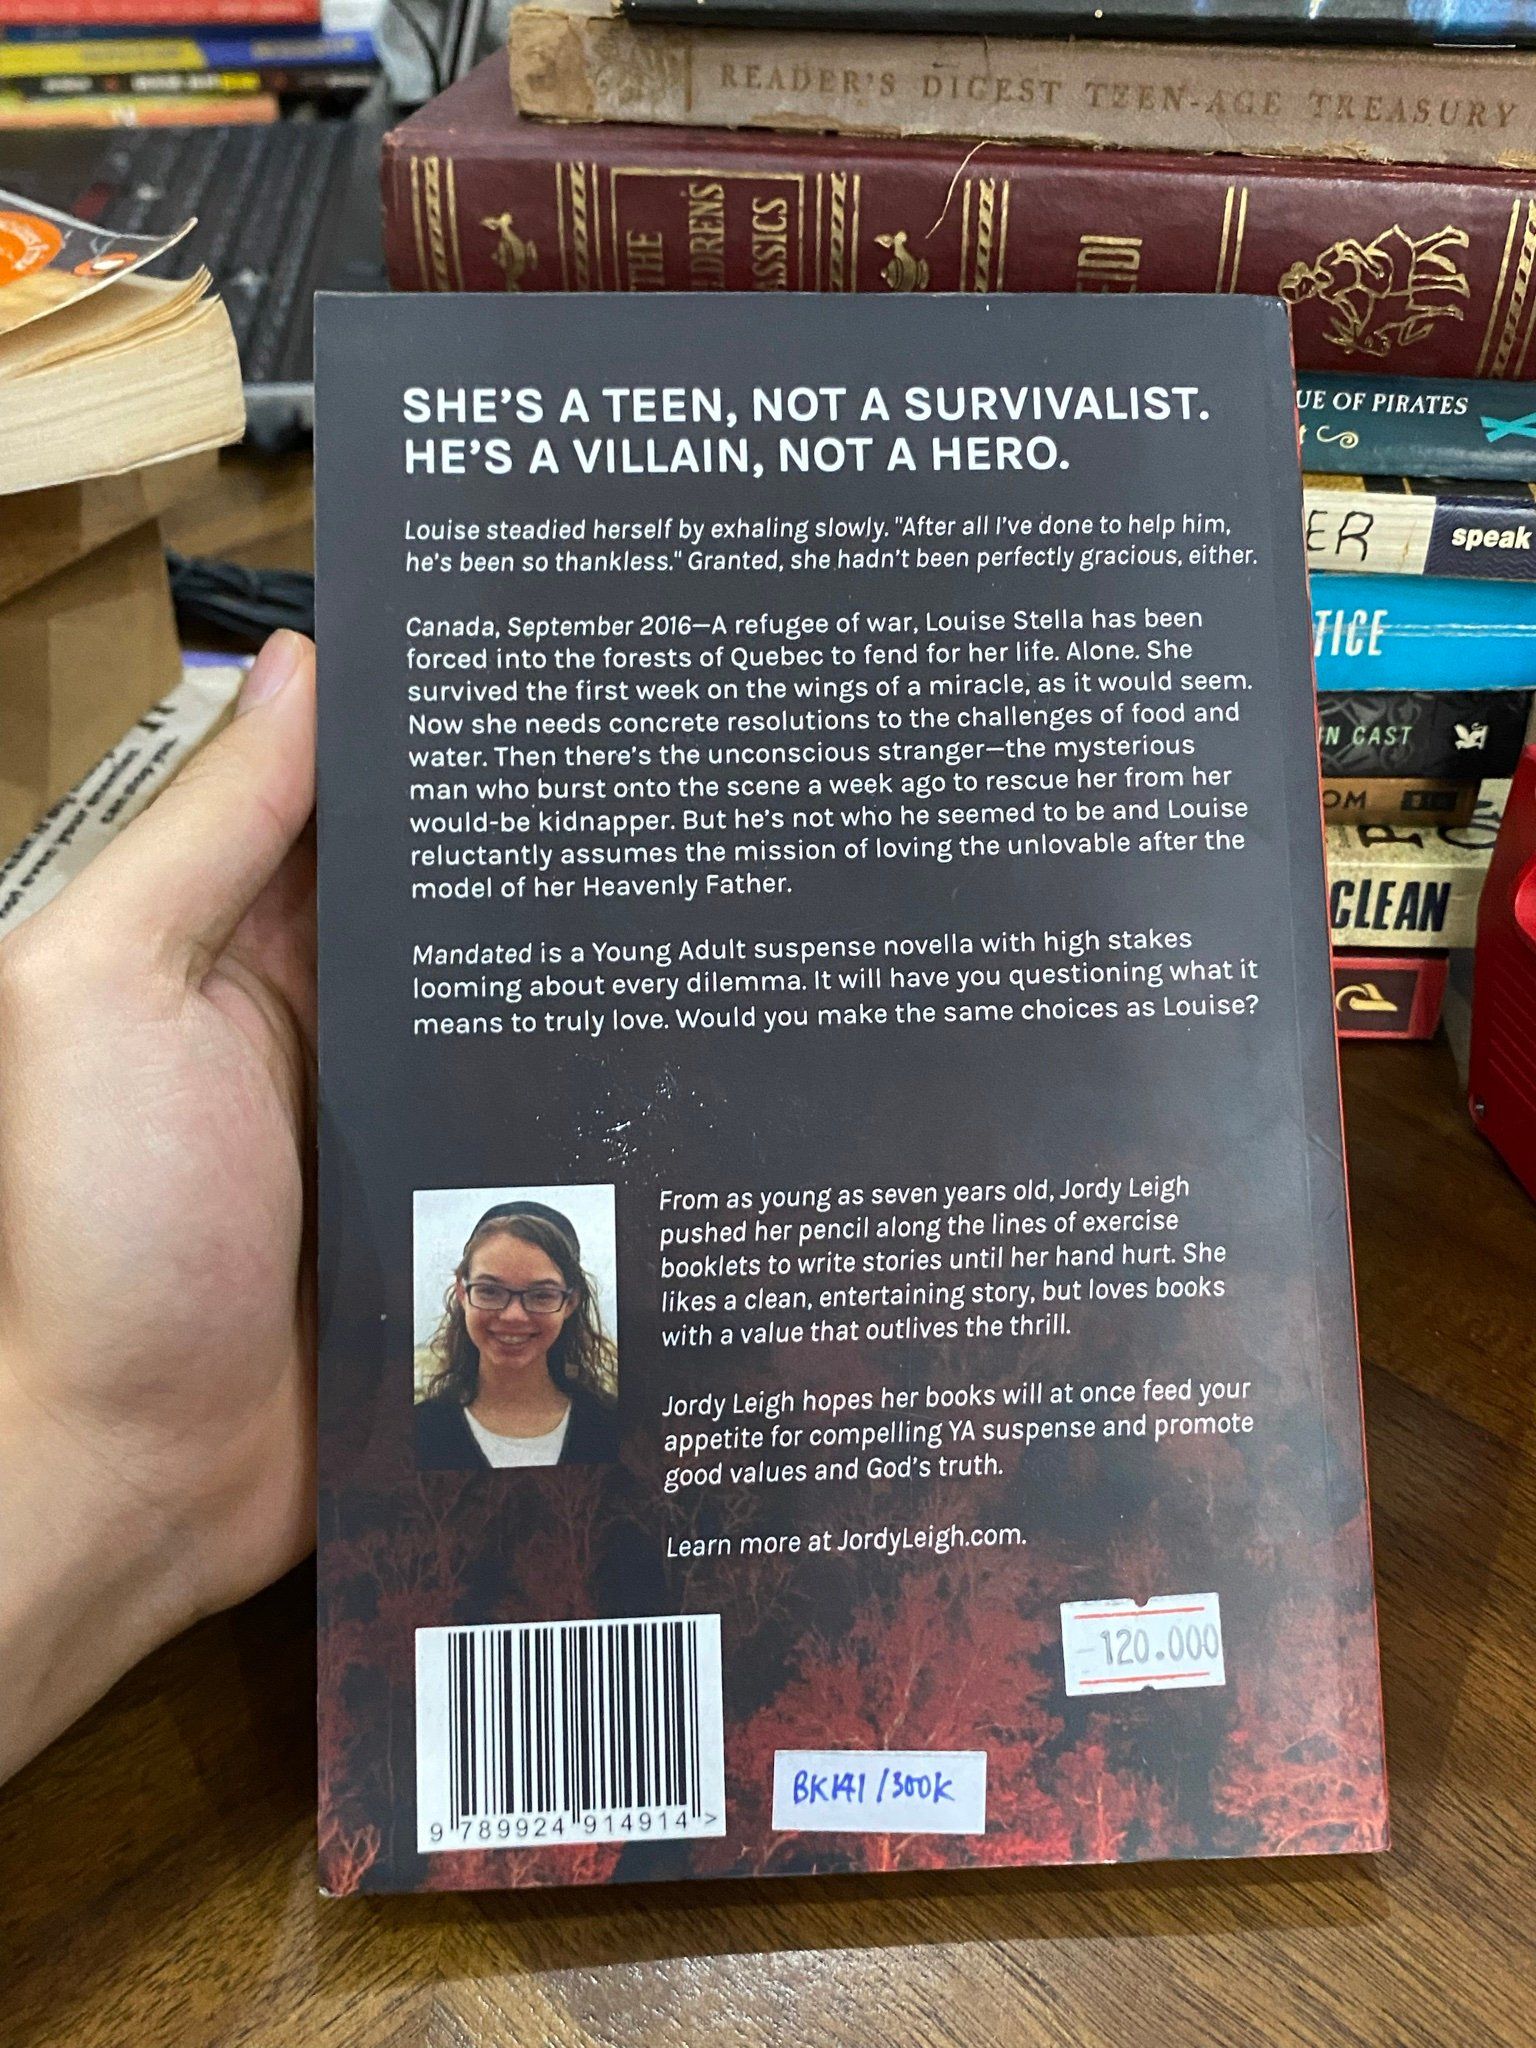 READER'S DIGEST TEEN-AGE TREASURY
THE
CLASSICS
UE OF PIRATES
ER
speak
TICE
N CAST
OM
CLEAN
SHE'S A TEEN, NOT A SURVIVALIST.
HE'S A VILLAIN, NOT A HERO.
Louise steadied herself by exhaling slowly. "After all I've done to help him,
he's been so thankless." Granted, she hadn't been perfectly gracious, either.
Canada, September 2016—A refugee of war, Louise Stella has been
forced into the forests of Quebec to fend for her life. Alone. She
survived the first week on the wings of a miracle, as it would seem.
Now she needs concrete resolutions to the challenges of food and
water. Then there's the unconscious stranger—the mysterious
man who burst onto the scene a week ago to rescue her from her
would-be kidnapper. But he's not who he seemed to be and Louise
reluctantly assumes the mission of loving the unlovable after the
model of her Heavenly Father.
Mandated is a Young Adult suspense novella with high stakes
looming about every dilemma. It will have you questioning what it
means to truly love. Would you make the same choices as Louise?
From as young as seven years old, Jordy Leigh
pushed her pencil along the lines of exercise
booklets to write stories until her hand hurt. She
likes a clean, entertaining story, but loves books
with a value that outlives the thrill.
Jordy Leigh hopes her books will at once feed your
appetite for compelling YA suspense and promote
good values and God's truth.
Learn more at JordyLeigh.com.
-120.000
BK141/300K
9 789924 914914 >